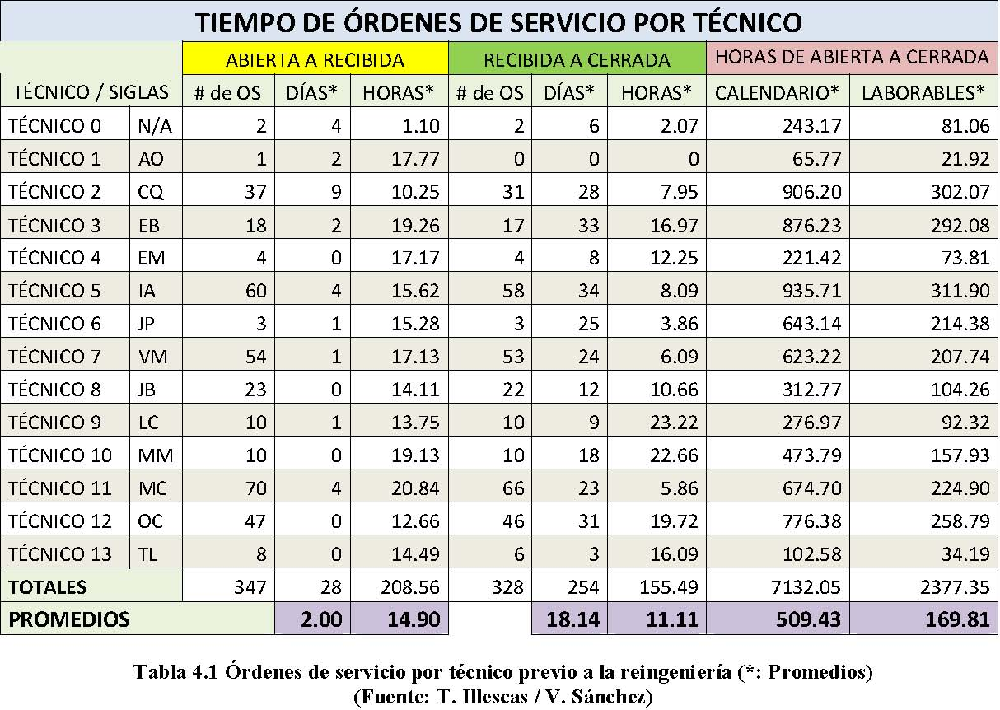 TIEMPO DE ÓRDENES DE SERVICIO POR TÉCNICO
ABIERTA A RECIBIDA RECIBIDA A CERRADA HORAS DE ABIERTA A CERRADA
TÉCNICO / SIGLAS # de OS DÍAS* HORAS* # de OS DÍAS* HORAS* CALENDARIO* LABORABLES*
TÉCNICO 0 N/A 2 4 1.10 2 6 2.07 243.17 81.06
TÉCNICO 1 AO 1 2 17.77 0 0 0 65.77 21.92
TÉCNICO 2 CQ 37 9 10.25 31 28 7.95 906.20 302.07
TÉCNICO 3 EB 18 2 19.26 17 33 16.97 876.23 292.08
TÉCNICO 4 EM 4 0 17.17 4 8 12.25 221.42 73.81
TÉCNICO 5 IA 60 4 15.62 58 34 8.09 935.71 311.90
TÉCNICO 6 JP 3 1 15.28 3 25 3.86 643.14 214.38
TÉCNICO 7 VM 54 1 17.13 53 24 6.09 623.22 207.74
TÉCNICO 8 JB 23 0 14.11 22 12 10.66 312.77 104.26
TÉCNICO 9 LC 10 1 13.75 10 9 23.22 276.97 92.32
TÉCNICO 10 MM 10 0 19.13 10 18 22.66 473.79 157.93
TÉCNICO 11 MC 70 4 20.84 66 23 5.86 674.70 224.90
TÉCNICO 12 OC 47 0 12.66 46 31 19.72 776.38 258.79
TÉCNICO 13 TL 8 0 14.49 6 3 16.09 102.58 34.19
TOTALES 347 28 208.56 328 254 155.49 7132.05 2377.35
PROMEDIOS 2.00 14.90 18.14 11.11 509.43 169.81
Tabla 4.1 Órdenes de servicio por técnico previo a la reingeniería (*: Promedios)
(Fuente: T. Illescas / V. Sánchez)